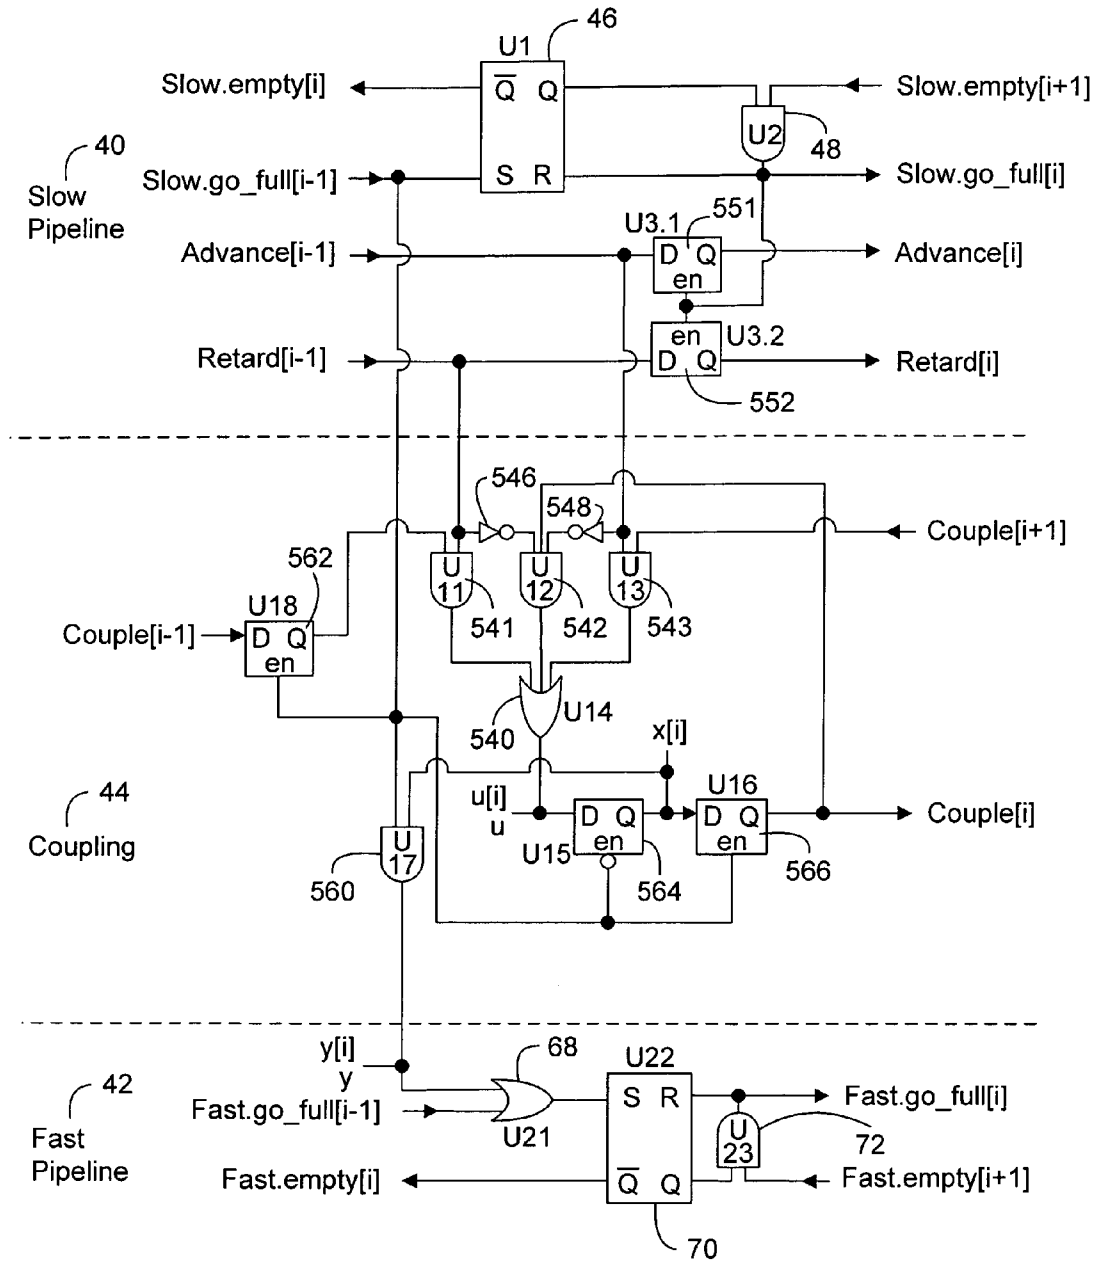 46
U1
Slow.empty[i]
Q Q
Slow.empty[i+1]
U2
48
40
Slow
Pipeline
Slow.go_full[i-1]
S R
Slow.go_full[i]
U3.1
551
Advance[i-1]
D Q
en
Advance[i]
en
U3.2
Retard[i-1]
D Q
Retard[i]
552
546
548
Couple[i+1]
562
U
11
U
12
U
13
541
542
543
U18
Couple[i-1]
D Q
en
540
U14
x[i]
44
Coupling
u[i]
u
D Q
en
U15
564
U16
D Q
en
566
Couple[i]
U
17
560
y[i]
y
68
U22
42
Fast
Pipeline
Fast.go_full[i-1]
U21
S R
Fast.go_full[i]
U
23
72
Fast.empty[i]
Q Q
Fast.empty[i+1]
70